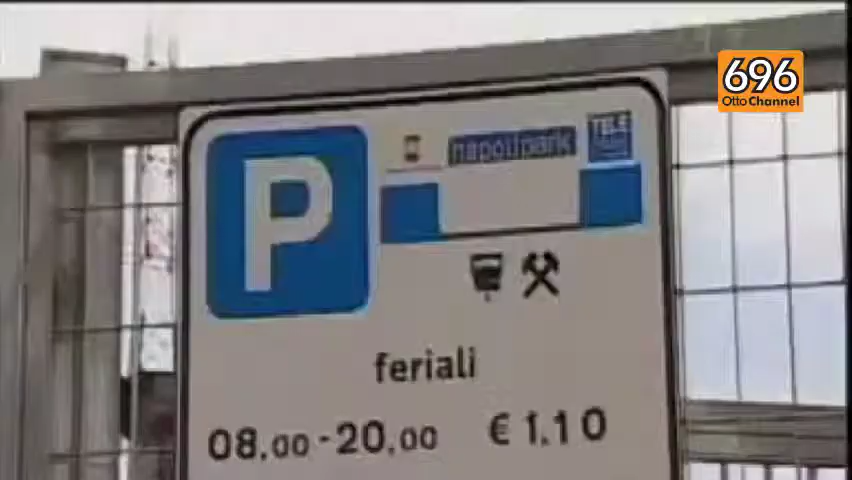 696
Otto Channel
P
napolipark
TELE
feriali
08.00 - 20.00 € 1.10